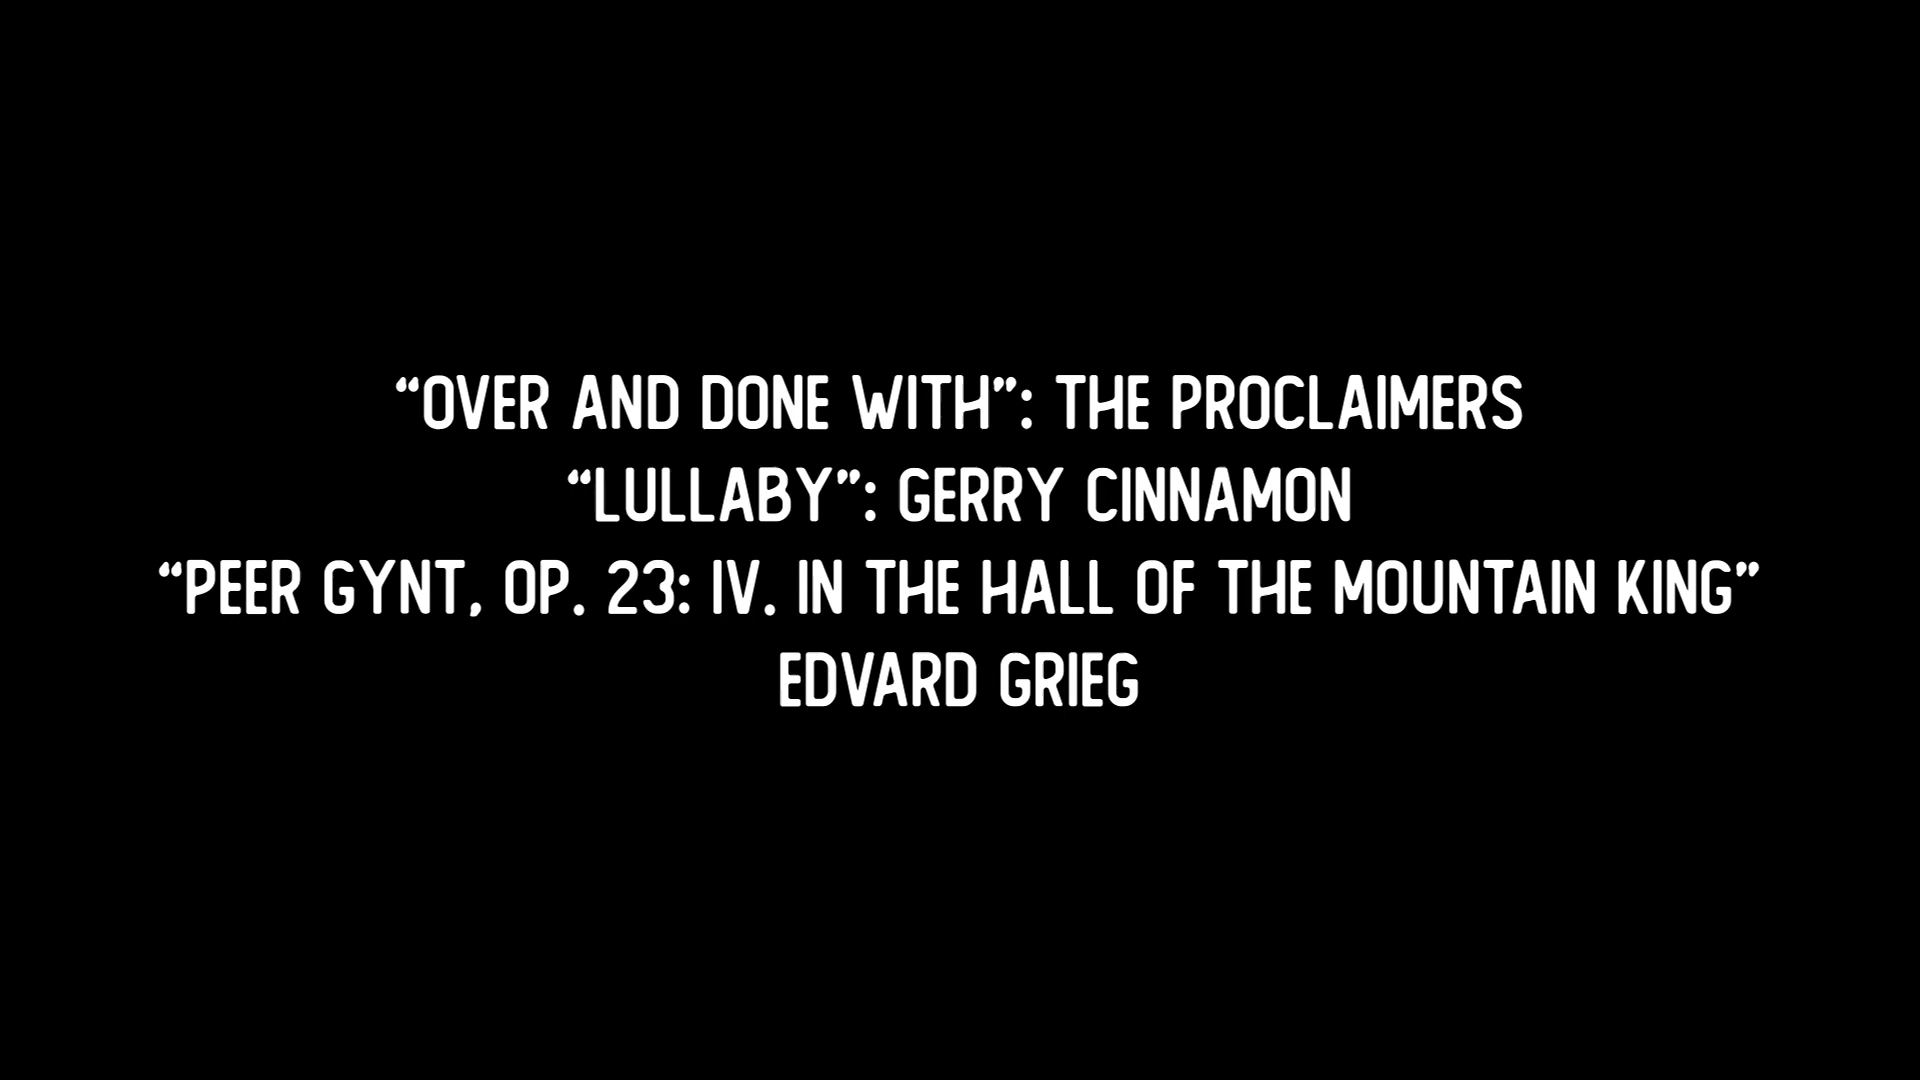 “OVER AND DONE WITH”: THE PROCLAIMERS
“LULLABY”: GERRY CINNAMON
“PEER GYNT, OP. 23: IV. IN THE HALL OF THE MOUNTAIN KING”
EDVARD GRIEG